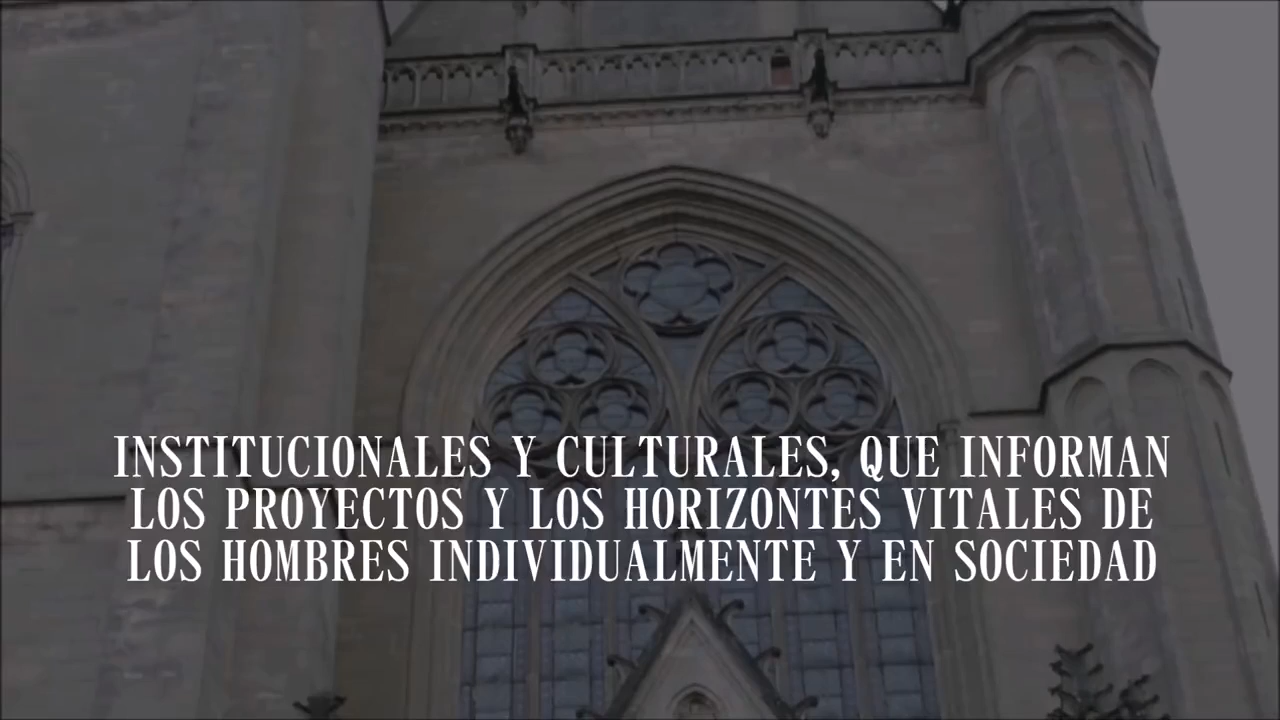 INSTITUCIONALES Y CULTURALES, QUE INFORMAN
LOS PROYECTOS Y LOS HORIZONTES VITALES DE
LOS HOMBRES INDIVIDUALMENTE Y EN SOCIEDAD